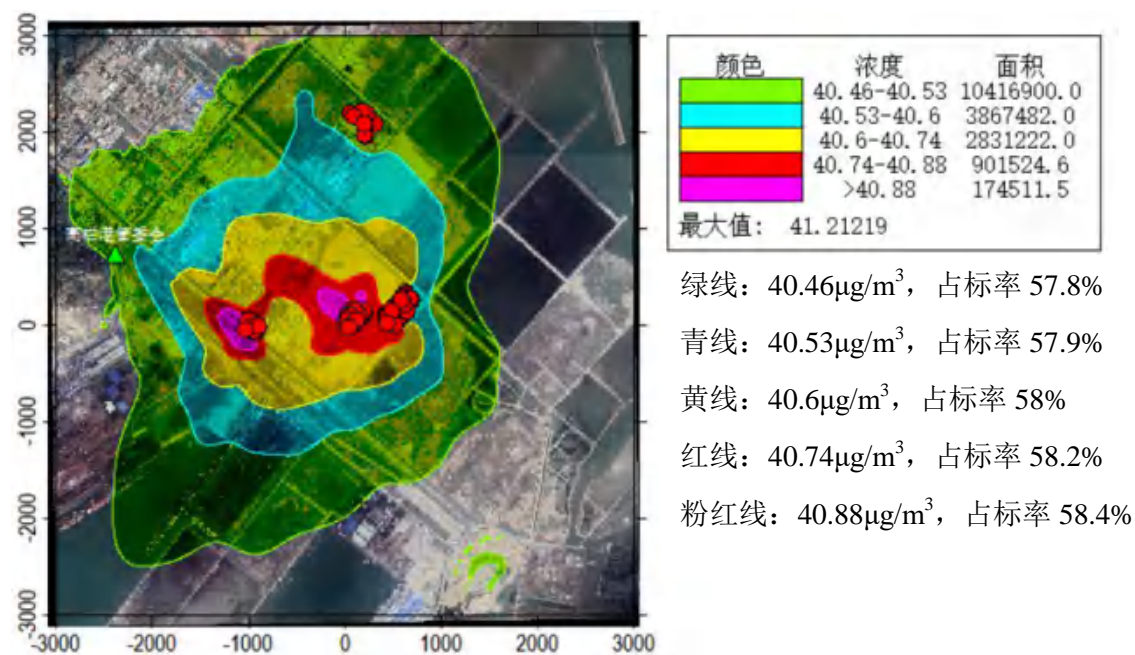 3000
2000
1000
0
-1000
-2000
-3000
-3000 -2000 -1000 0 1000 2000 3000
颜色 浓度 面积
40.46-40.53 10416900.0
40.53-40.6 3867482.0
40.6-40.74 2831222.0
40.74-40.88 901524.6
>40.88 174511.5
最大值: 41.21219
绿线：40.46μg/m³，占标率 57.8%
青线：40.53μg/m³，占标率 57.9%
黄线：40.6μg/m³，占标率 58%
红线：40.74μg/m³，占标率 58.2%
粉红线：40.88μg/m³，占标率 58.4%